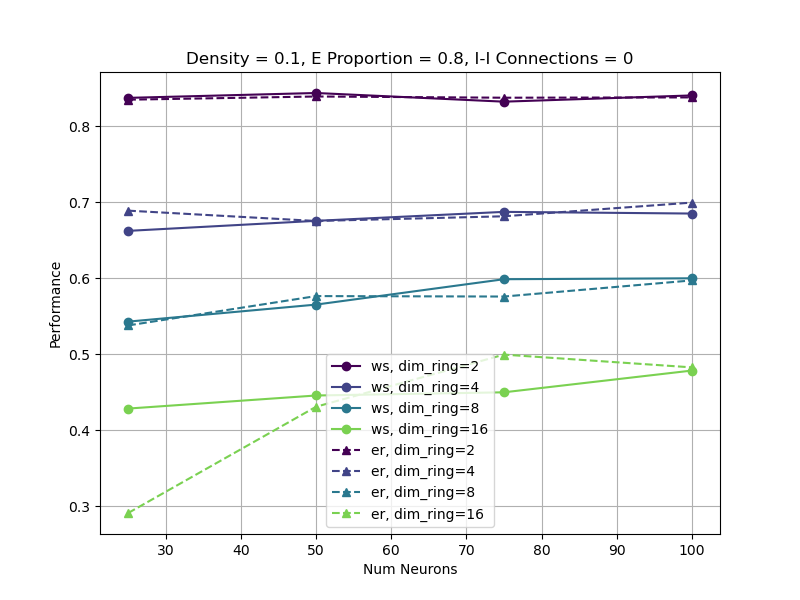 Density = 0.1, E Proportion = 0.8, I-I Connections = 0
Performance
0.8
0.7
0.6
0.5
0.4
0.3
ws, dim_ring=2
ws, dim_ring=4
ws, dim_ring=8
ws, dim_ring=16
er, dim_ring=2
er, dim_ring=4
er, dim_ring=8
er, dim_ring=16
30 40 50 60 70 80 90 100
Num Neurons